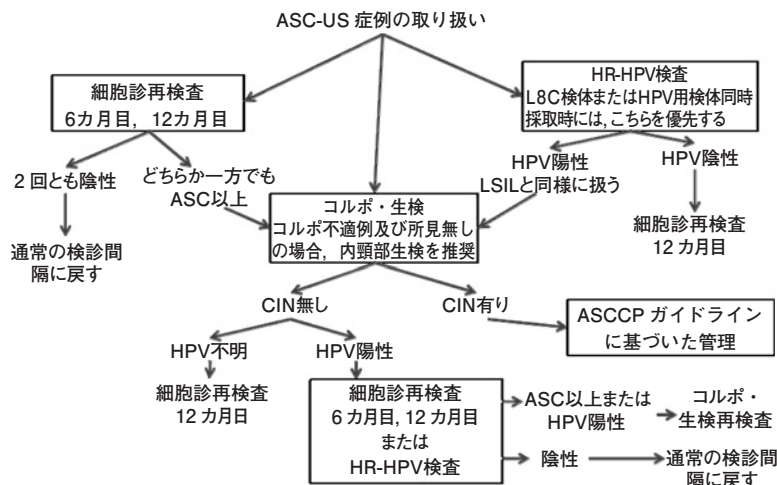 ASC-US 症例の取り扱い
細胞診再検査
6カ月目，12カ月目
HR-HPV検査
L8C検体またはHPV用検体同時
採取時には，こちらを優先する
2 回とも陰性
どちらか一方でも
ASC以上
HPV陽性
LSILと同様に扱う
HPV陰性
通常の検診間
隔に戻す
コルポ・生検
コルポ不適例及び所見無し
の場合，内頸部生検を推奨
細胞診再検査
12 カ月目
CIN無し
CIN有り
ASCCP ガイドライン
に基づいた管理
HPV不明
HPV陽性
細胞診再検査
12 カ月日
細胞診再検査
6 カ月目, 12 カ月目
または
HR-HPV検査
ASC以上または
HPV陽性
コルポ・
生検再検査
陰性
通常の検診間
隔に戻す